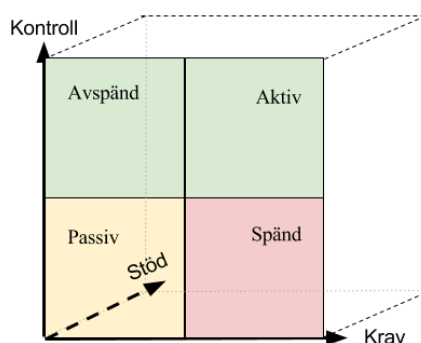 Kontroll
Avspänd
Aktiv
Passiv
Spänd
Stöd
Krav